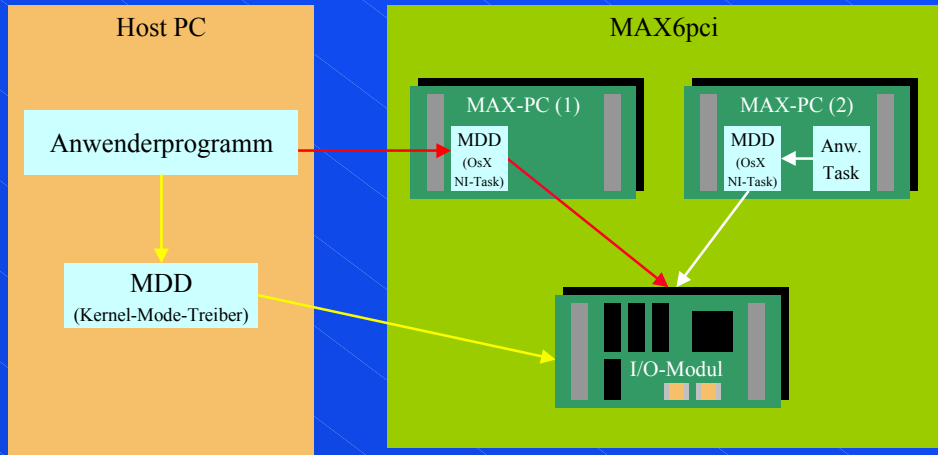 Host PC
Anwenderprogramm
MDD
(Kernel-Mode-Treiber)
MAX6pci
MAX-PC (1)
MDD
(OsX
NI-Task)
MAX-PC (2)
MDD
(OsX
NI-Task)
Anw.
Task
I/O-Modul